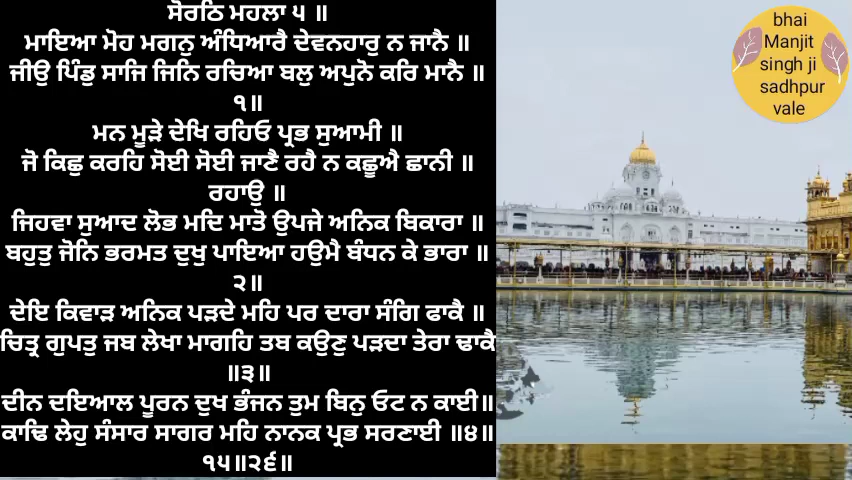 ਸੋਰਠਿ ਮਹਲਾ ੫ ॥
ਮਾਇਆ ਮੋਹ ਮਗਨੁ ਅੰਧਿਆਰੈ ਦੇਵਨਹਾਰੁ ਨ ਜਾਨੈ ॥
ਜੀਉ ਪਿੰਡੁ ਸਾਜਿ ਜਿਨਿ ਰਚਿਆ ਬਲੁ ਅਪੁਨੋ ਕਰਿ ਮਾਨੈ ॥
੧॥
ਮਨ ਮੂੜੇ ਦੇਖਿ ਰਹਿਓ ਪ੍ਰਭ ਸੁਆਮੀ ॥
ਜੋ ਕਿਛੁ ਕਰਹਿ ਸੋਈ ਸੋਈ ਜਾਣੈ ਰਹੈ ਨ ਕਛੂਐ ਛਾਨੀ ॥
ਰਹਾਉ ॥
ਜਿਹਵਾ ਸੁਆਦ ਲੋਭ ਮਦਿ ਮਾਤੋ ਉਪਜੇ ਅਨਿਕ ਬਿਕਾਰਾ ॥
ਬਹੁਤੁ ਜੋਨਿ ਭਰਮਤ ਦੁਖੁ ਪਾਇਆ ਹਉਮੈ ਬੰਧਨ ਕੇ ਭਾਰਾ ॥
੨॥
ਦੇਇ ਕਿਵਾੜ ਅਨਿਕ ਪੜਦੇ ਮਹਿ ਪਰ ਦਾਰਾ ਸੰਗਿ ਫਾਕੈ ॥
ਚਿਤ੍ਰ ਗੁਪਤੁ ਜਬ ਲੇਖਾ ਮਾਗਹਿ ਤਬ ਕਉਣੁ ਪੜਦਾ ਤੇਰਾ ਢਾਕੈ
॥੩॥
ਦੀਨ ਦਇਆਲ ਪੂਰਨ ਦੁਖ ਭੰਜਨ ਤੁਮ ਬਿਨੁ ਓਟ ਨ ਕਾਈ॥
ਕਾਢਿ ਲੇਹੁ ਸੰਸਾਰ ਸਾਗਰ ਮਹਿ ਨਾਨਕ ਪ੍ਰਭ ਸਰਣਾਈ ॥੪॥
੧੫॥੨੬॥
bhai
Manjit
singh ji
sadhpur
vale